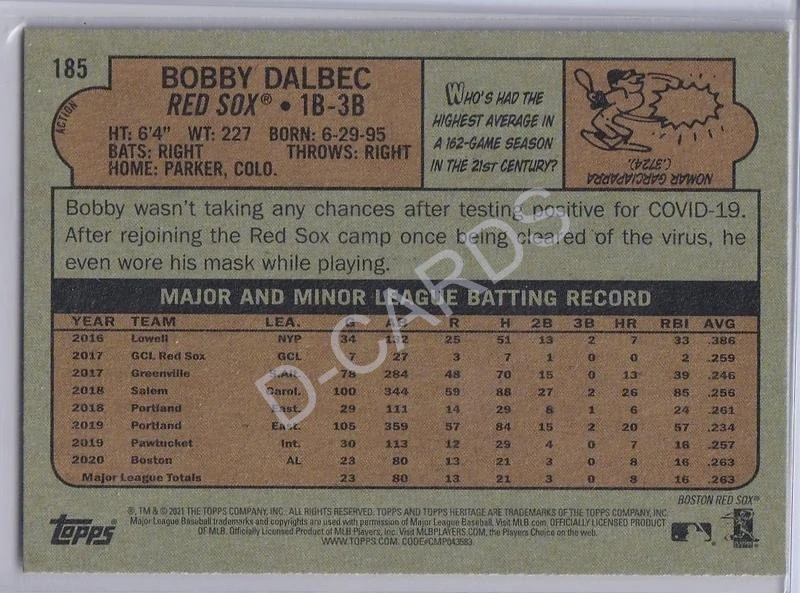 185
ACTION
BOBBY DALBEC
RED SOX® • 1B-3B
HT: 6'4" WT: 227 BORN: 6-29-95
BATS: RIGHT THROWS: RIGHT
HOME: PARKER, COLO.
WHO'S HAD THE
HIGHEST AVERAGE IN
A 162-GAME SEASON
IN THE 21ST CENTURY?
NOMAR GARCIAPARRA
(.3724).
Bobby wasn't taking any chances after testing positive for COVID-19.
After rejoining the Red Sox camp once being cleared of the virus, he
even wore his mask while playing.
MAJOR AND MINOR LEAGUE BATTING RECORD
YEAR TEAM LEA. G AB R H 2B 3B HR RBI AVG
2016 Lowell NYP 34 132 25 51 13 2 7 33 .386
2017 GCL Red Sox GCL 7 27 3 7 1 0 0 2 .259
2017 Greenville S.Atl. 78 284 48 70 15 0 13 39 .246
2018 Salem Carol. 100 344 59 88 27 2 26 85 .256
2018 Portland East. 29 111 14 29 8 1 6 24 .261
2019 Portland East. 105 359 57 84 15 2 20 57 .234
2019 Pawtucket Int. 30 113 12 29 4 0 7 16 .257
2020 Boston AL 23 80 13 21 3 0 8 16 .263
Major League Totals 23 80 13 21 3 0 8 16 .263
BOSTON RED SOX®
Topps®
®, TM & © 2021 THE TOPPS COMPANY, INC. ALL RIGHTS RESERVED. TOPPS AND TOPPS HERITAGE ARE TRADEMARKS OF THE TOPPS COMPANY, INC.
Major League Baseball trademarks and copyrights are used with permission of Major League Baseball. Visit MLB.com. OFFICIALLY LICENSED PRODUCT
OF MLB. Officially Licensed Product of MLB Players, Inc. Visit MLBPLAYERS.com, the Players Choice on the web.
WWW.TOPPS.COM. CODE#CMP043583
D-CARDS